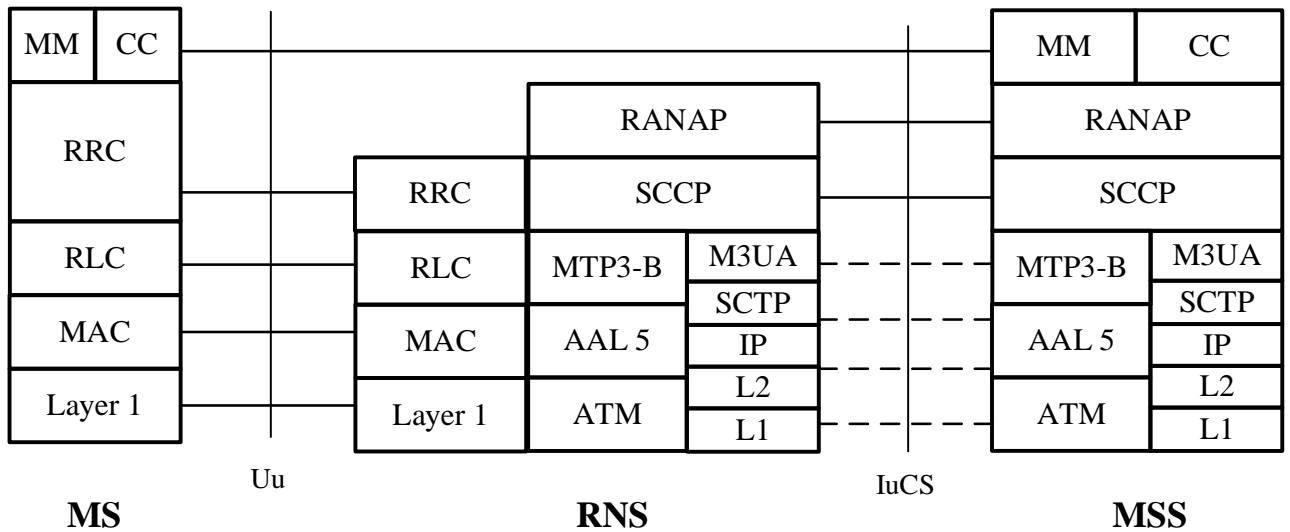 MM CC MM CC
RANAP RANAP
RRC
RRC SCCP SCCP
RLC RLC MTP3-B M3UA MTP3-B M3UA
SCTP SCTP
MAC MAC AAL 5 IP AAL 5 IP
L2 L2
Layer 1 Layer 1 ATM ATM
L1 L1
Uu IuCS
MS RNS MSS